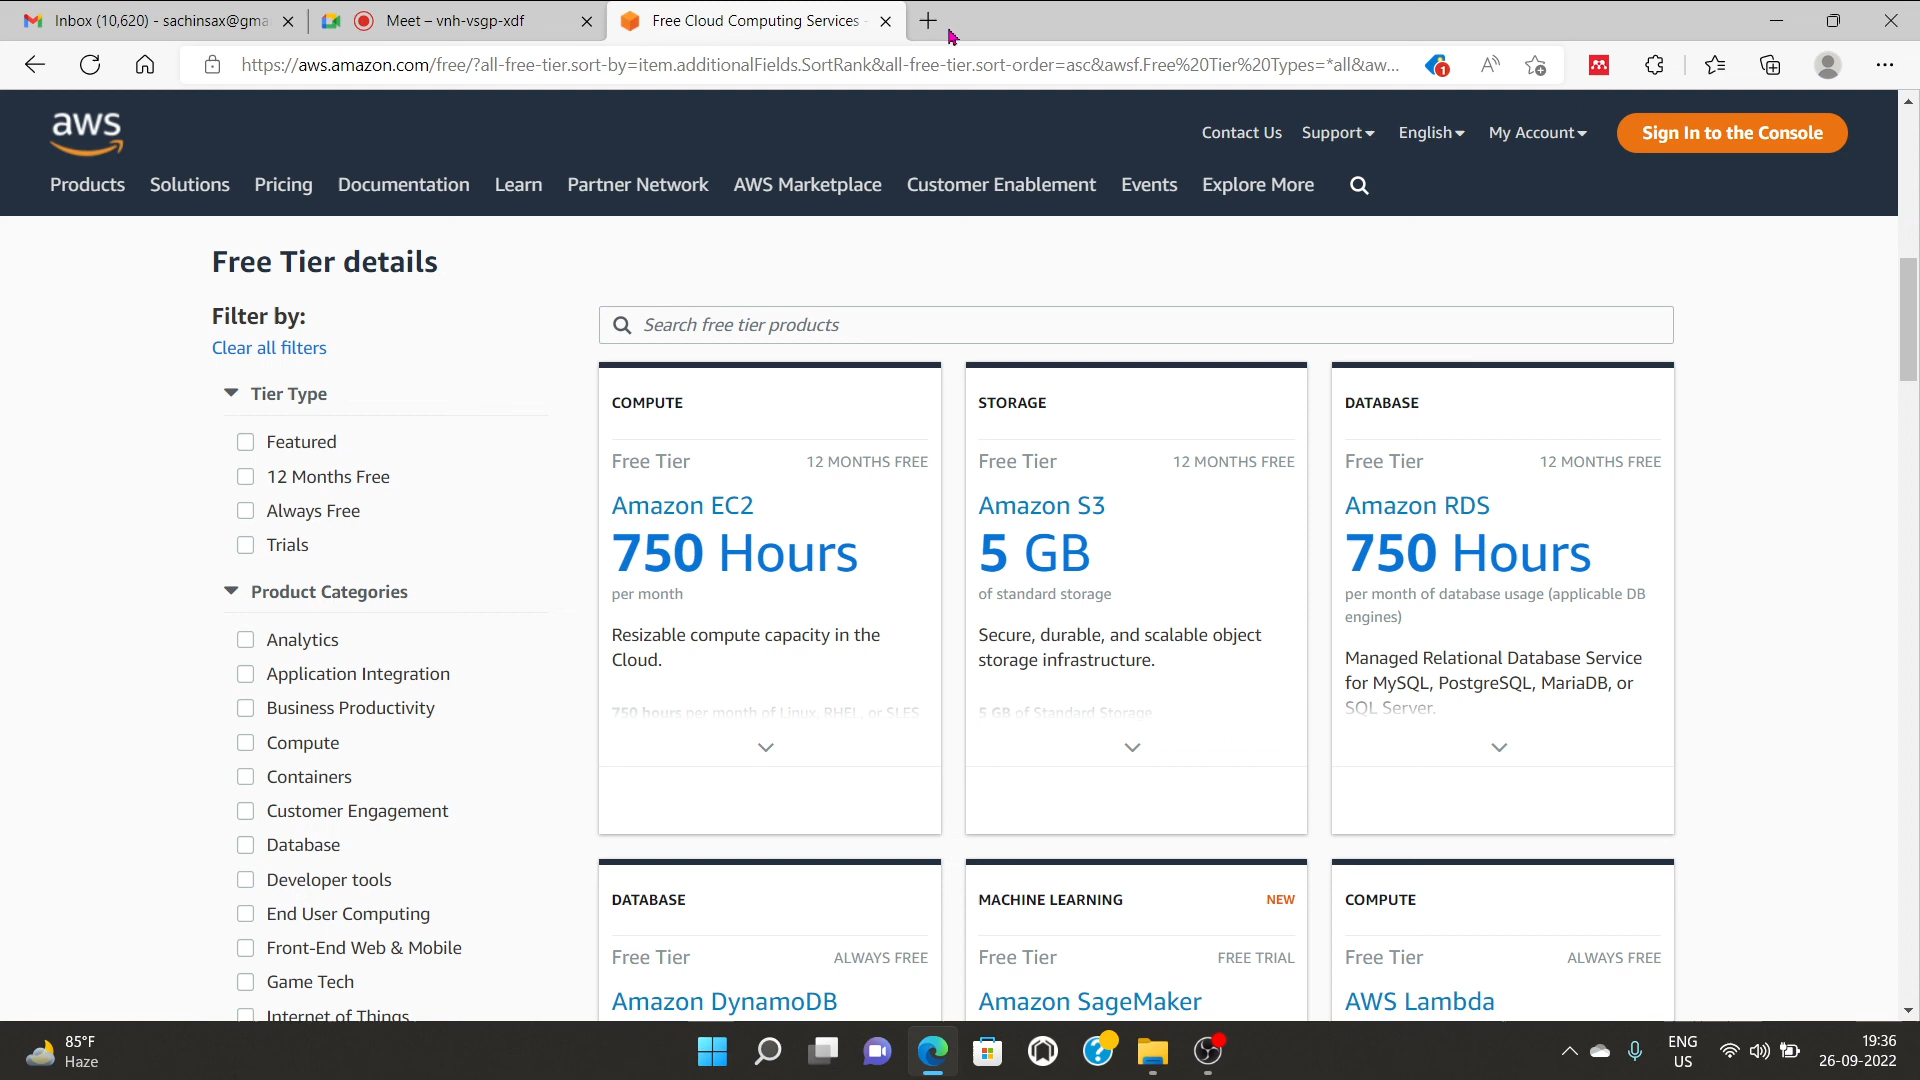 Inbox (10,620) - sachinsax@gma
Meet – vnh-vsgp-xdf
Free Cloud Computing Services -
https://aws.amazon.com/free/?all-free-tier.sort-by=item.additionalFields.SortRank&all-free-tier.sort-order=asc&awsf.Free%20Tier%20Types=*all&aw...
1
aws
Contact Us
Support
English
My Account
Sign In to the Console
Products
Solutions
Pricing
Documentation
Learn
Partner Network
AWS Marketplace
Customer Enablement
Events
Explore More
Free Tier details
Filter by:
Clear all filters
Tier Type
Featured
12 Months Free
Always Free
Trials
Product Categories
Analytics
Application Integration
Business Productivity
Compute
Containers
Customer Engagement
Database
Developer tools
End User Computing
Front-End Web & Mobile
Game Tech
Internet of Things
Search free tier products
COMPUTE
Free Tier
12 MONTHS FREE
Amazon EC2
750 Hours
per month
Resizable compute capacity in the
Cloud.
750 hours per month of Linux, RHEL, or SLES
STORAGE
Free Tier
12 MONTHS FREE
Amazon S3
5 GB
of standard storage
Secure, durable, and scalable object
storage infrastructure.
5 GB of Standard Storage
DATABASE
Free Tier
12 MONTHS FREE
Amazon RDS
750 Hours
per month of database usage (applicable DB
engines)
Managed Relational Database Service
for MySQL, PostgreSQL, MariaDB, or
SQL Server.
DATABASE
Free Tier
ALWAYS FREE
Amazon DynamoDB
MACHINE LEARNING
NEW
Free Tier
FREE TRIAL
Amazon SageMaker
COMPUTE
Free Tier
ALWAYS FREE
AWS Lambda
85°F
Haze
ENG
US
19:36
26-09-2022